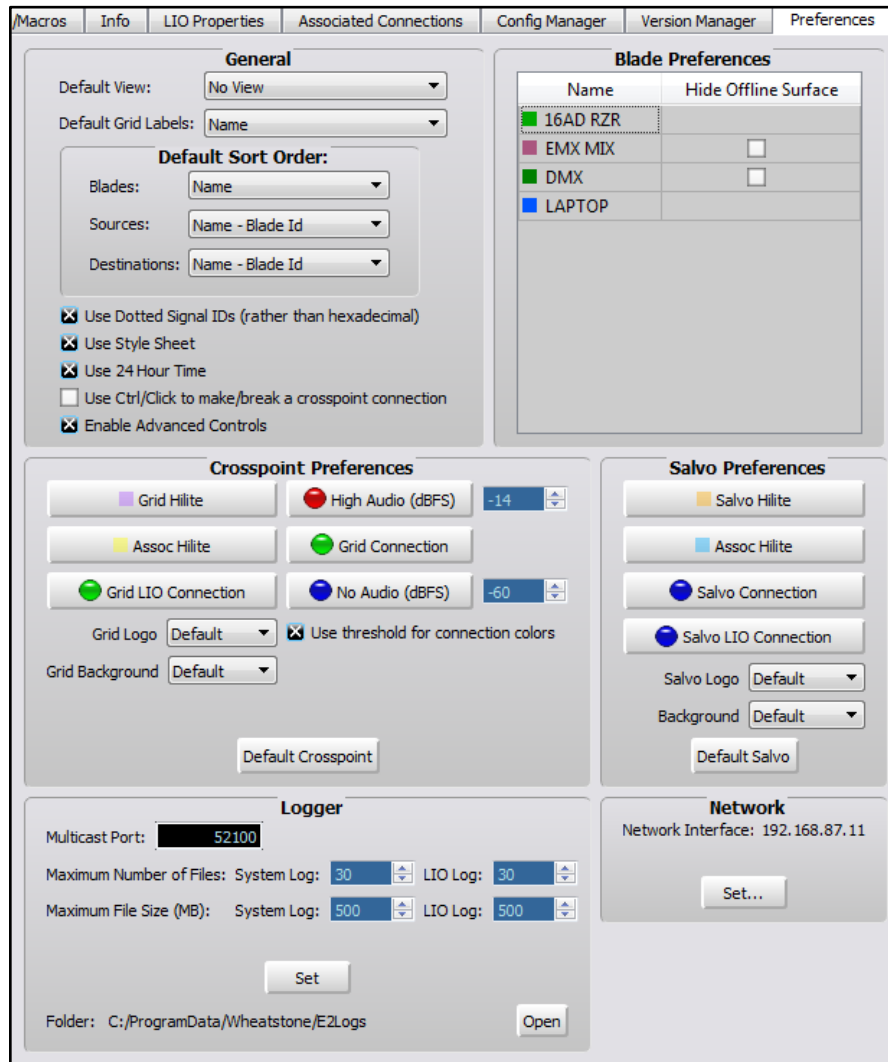 /Macros Info LIO Properties Associated Connections Config Manager Version Manager Preferences
General
Default View: No View
Default Grid Labels: Name
Default Sort Order:
Blades: Name
Sources: Name - Blade Id
Destinations: Name - Blade Id
Use Dotted Signal IDs (rather than hexadecimal)
Use Style Sheet
Use 24 Hour Time
Use Ctrl/Click to make/break a crosspoint connection
Enable Advanced Controls
Blade Preferences
Name Hide Offline Surface
16AD RZR
EMX MIX
DMX
LAPTOP
Crosspoint Preferences
Grid Hilite High Audio (dBFS) -14
Assoc Hilite Grid Connection
Grid LIO Connection No Audio (dBFS) -60
Grid Logo Default Use threshold for connection colors
Grid Background Default
Default Crosspoint
Salvo Preferences
Salvo Hilite
Assoc Hilite
Salvo Connection
Salvo LIO Connection
Salvo Logo Default
Background Default
Default Salvo
Logger
Multicast Port: 52100
Maximum Number of Files: System Log: 30 LIO Log: 30
Maximum File Size (MB): System Log: 500 LIO Log: 500
Set
Folder: C:/ProgramData/Wheatstone/E2Logs Open
Network
Network Interface: 192.168.87.11
Set...